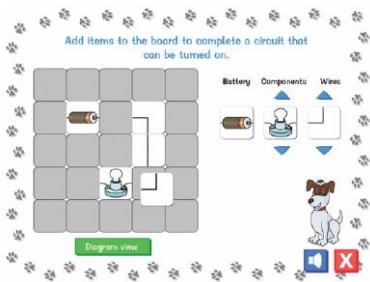 Add items to the board to complete a circuit that
can be turned on.
Battery Components Wires
Diagram view
X